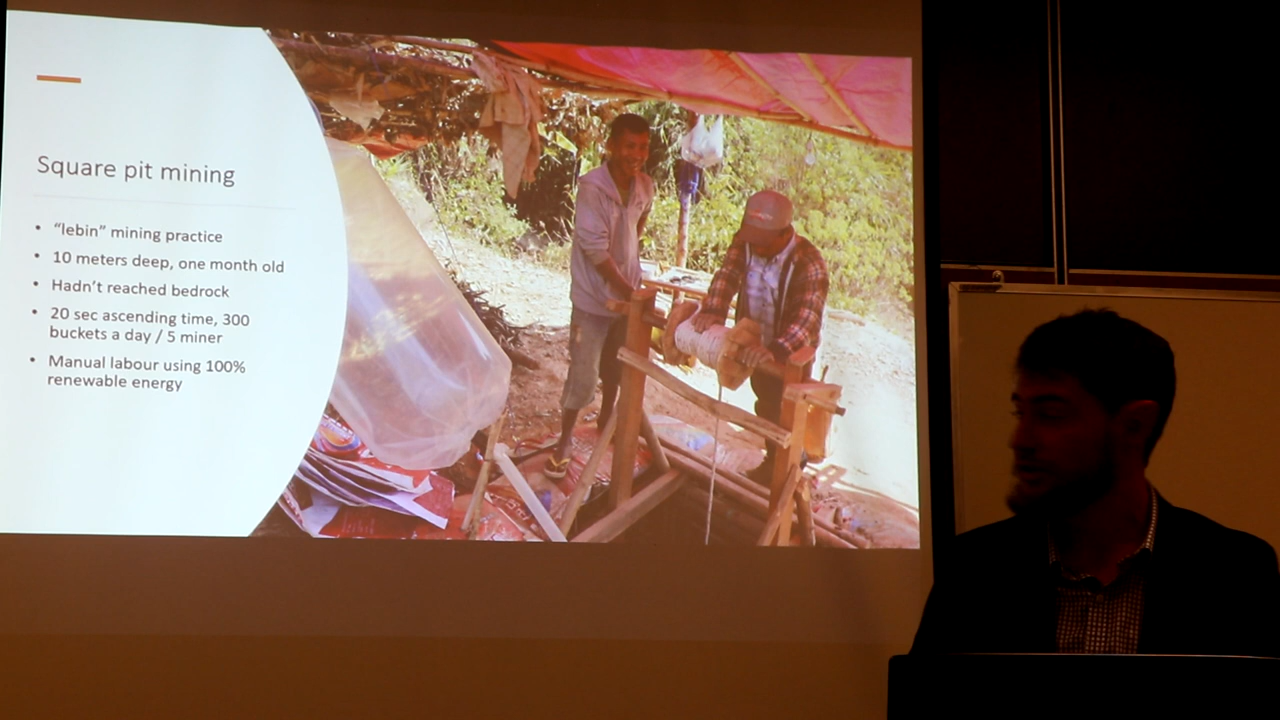 Square pit mining
• “lebin” mining practice
• 10 meters deep, one month old
• Hadn’t reached bedrock
• 20 sec ascending time, 300
buckets a day / 5 miner
• Manual labour using 100%
renewable energy